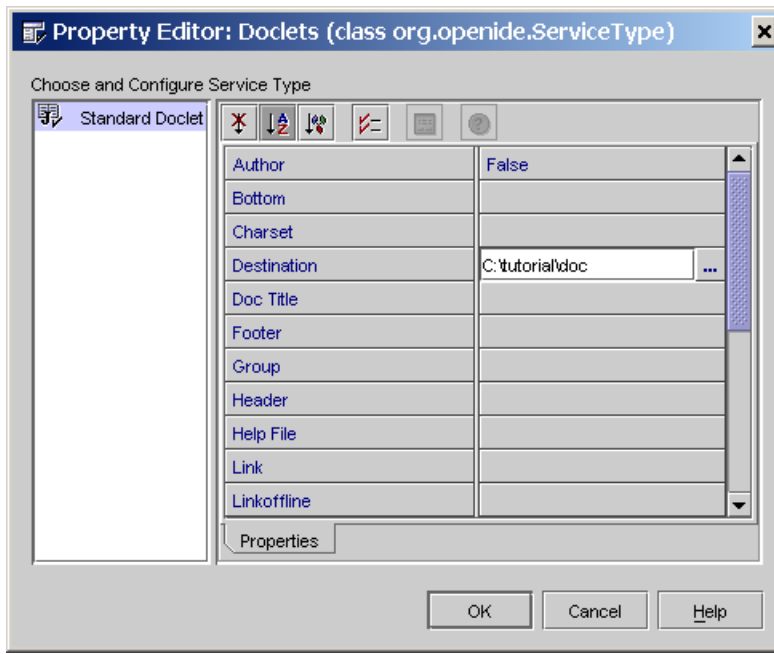 Property Editor: Doclets (class org.openide.ServiceType)
Choose and Configure Service Type
Standard Doclet
Author False
Bottom
Charset
Destination C:\tutorial\doc ...
Doc Title
Footer
Group
Header
Help File
Link
Linkoffline
Properties
OK Cancel Help